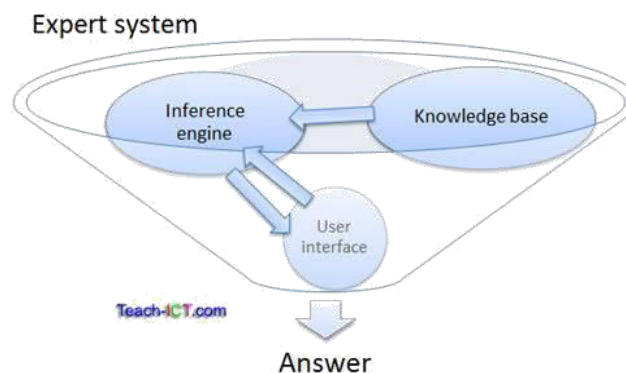 Expert system
Inference
engine
Knowledge base
User
interface
Teach-ICT.com
Answer